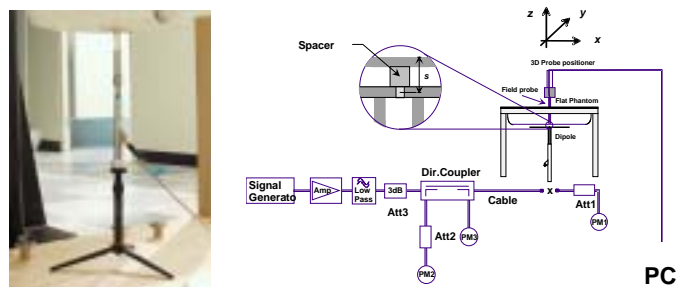 z
y
x
3D Probe positioner
Spacer
s
Field probe
Flat Phantom
Dipole
Signal
Generato
Amp
Low
Pass
3dB
Att3
Dir.Coupler
Cable
x
Att1
PM1
Att2
PM3
PM2
PC